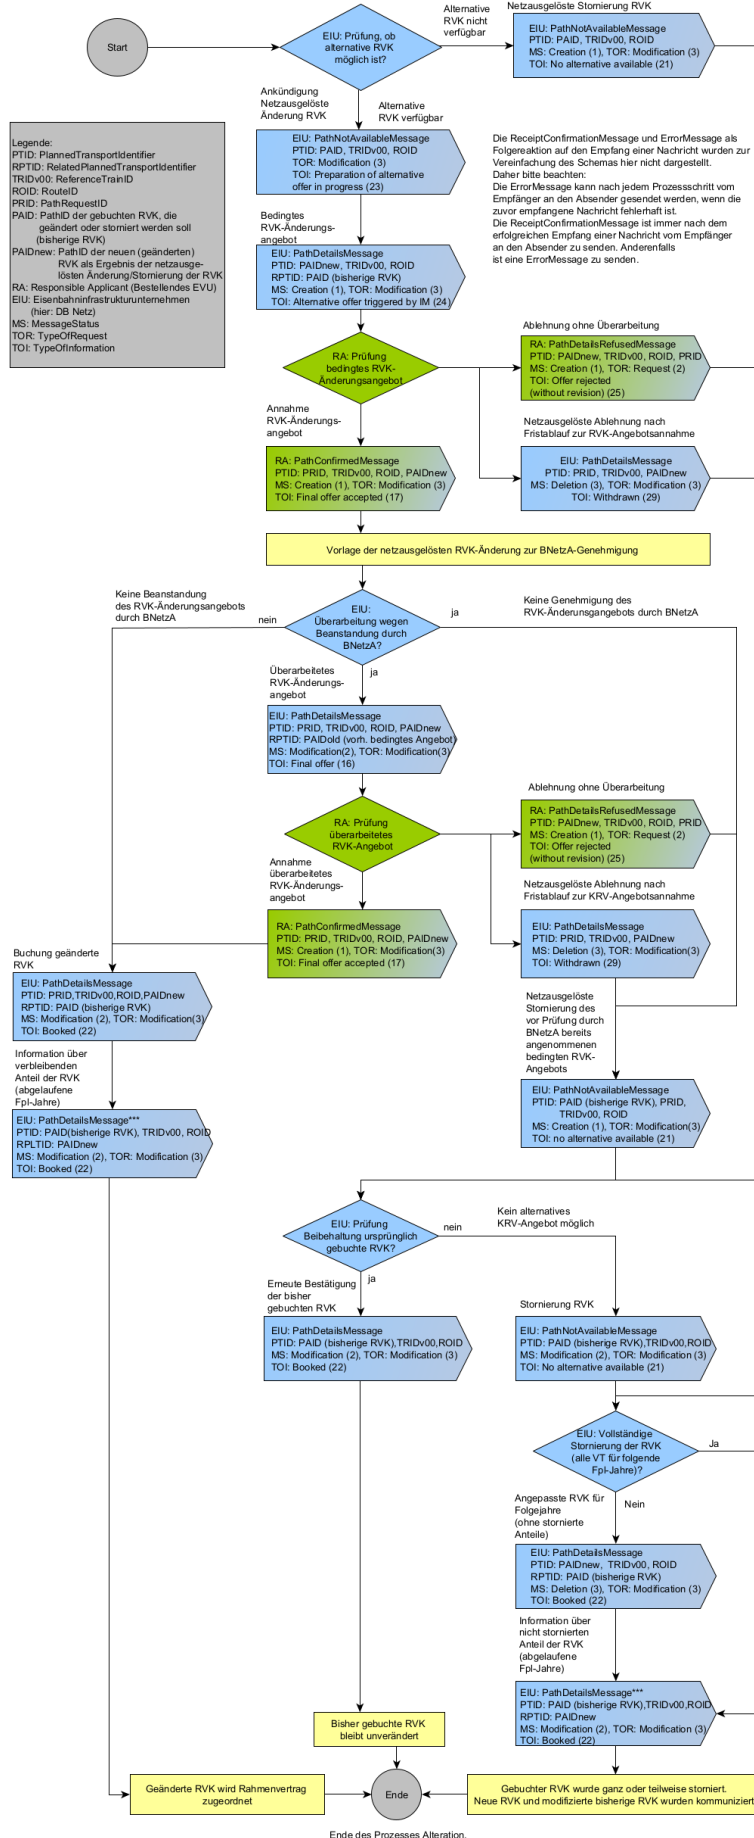 Start
EIU: Prüfung, ob
alternative RVK
möglich ist?
Alternative
RVK nicht
verfügbar
Netzausgelöste Stornierung RVK
EIU: PathNotAvailableMessage
PTID: PAID, TRIDv00, ROID
MS: Creation (1), TOR: Modification (3)
TOI: No alternative available (21)
Ankündigung
Netzausgelöste
Änderung RVK
Alternative
RVK verfügbar
Legende:
PTID: PlannedTransportIdentifier
RPTID: RelatedPlannedTransportIdentifier
TRIDv00: ReferenceTrainID
ROID: RouteID
PRID: PathRequestID
PAID: PathID der gebuchten RVK, die
geändert oder storniert werden soll
(bisherige RVK)
PAIDnew: PathID der neuen (geänderten)
RVK als Ergebnis der netzausge-
lösten Änderung/Stornierung der RVK
RA: Responsible Applicant (Bestellendes EVU)
EIU: Eisenbahninfrastrukturunternehmen
(hier: DB Netz)
MS: MessageStatus
TOR: TypeOfRequest
TOI: TypeOfInformation
EIU: PathNotAvailableMessage
PTID: PAID, TRIDv00, ROID
TOR: Modification (3)
TOI: Preparation of alternative
offer in progress (23)
Die ReceiptConfirmationMessage und ErrorMessage als
Folgereaktion auf den Empfang einer Nachricht wurden zur
Vereinfachung des Schemas hier nicht dargestellt.
Daher bitte beachten:
Die ErrorMessage kann nach jedem Prozessschritt vom
Empfänger an den Absender gesendet werden, wenn die
zuvor empfangene Nachricht fehlerhaft ist.
Die ReceiptConfirmationMessage ist immer nach dem
erfolgreichen Empfang einer Nachricht vom Empfänger
an den Absender zu senden. Anderenfalls
ist eine ErrorMessage zu senden.
Bedingtes
RVK-Änderungs-
angebot
EIU: PathDetailsMessage
PTID: PAIDnew, TRIDv00, ROID
RPTID: PAID (bisherige RVK)
MS: Creation (1), TOR: Modification (3)
TOI: Alternative offer triggered by IM (24)
RA: Prüfung
bedingtes RVK-
Änderungsangebot
Ablehnung ohne Überarbeitung
RA: PathDetailsRefusedMessage
PTID: PAIDnew, TRIDv00, ROID, PRID
MS: Creation (1), TOR: Request (2)
TOI: Offer rejected
(without revision) (25)
Annahme
RVK-Änderungs-
angebot
Netzausgelöste Ablehnung nach
Fristablauf zur RVK-Angebotsannahme
RA: PathConfirmedMessage
PTID: PRID, TRIDv00, ROID, PAIDnew
MS: Creation (1), TOR: Modification (3)
TOI: Final offer accepted (17)
EIU: PathDetailsMessage
PTID: PRID, TRIDv00, PAIDnew
MS: Deletion (3), TOR: Modification (3)
TOI: Withdrawn (29)
Vorlage der netzausgelösten RVK-Änderung zur BNetzA-Genehmigung
Keine Beanstandung
des RVK-Änderungsangebots
durch BNetzA
nein
EIU:
Überarbeitung wegen
Beanstandung durch
BNetzA?
ja
Keine Genehmigung des
RVK-Änderungsangebots durch BNetzA
Überarbeitetes
RVK-Änderungs-
angebot
ja
EIU: PathDetailsMessage
PTID: PRID, TRIDv00, ROID, PAIDnew
RPTID: PAIDold (vorh. bedingtes Angebot)
MS: Modification(2), TOR: Modification(3)
TOI: Final offer (16)
RA: Prüfung
überarbeitetes
RVK-Angebot
Ablehnung ohne Überarbeitung
RA: PathDetailsRefusedMessage
PTID: PAIDnew, TRIDv00, ROID, PRID
MS: Creation (1), TOR: Request (2)
TOI: Offer rejected
(without revision) (25)
Annahme
überarbeitetes
RVK-Änderungs-
angebot
Netzausgelöste Ablehnung nach
Fristablauf zur KRV-Angebotsannahme
RA: PathConfirmedMessage
PTID: PRID, TRIDv00, ROID, PAIDnew
MS: Creation (1), TOR: Modification(3)
TOI: Final offer accepted (17)
EIU: PathDetailsMessage
PTID: PRID, TRIDv00, PAIDnew
MS: Deletion (3), TOR: Modification(3)
TOI: Withdrawn (29)
Buchung geänderte
RVK
EIU: PathDetailsMessage
PTID: PRID,TRIDv00,ROID,PAIDnew
RPTID: PAID (bisherige RVK)
MS: Modification (2), TOR: Modification(3)
TOI: Booked (22)
Netzausgelöste
Stornierung des
vor Prüfung durch
BNetzA bereits
angenommenen
bedingten RVK-
Angebots
Information über
verbleibenden
Anteil der RVK
(abgelaufene
Fpl-Jahre)
EIU: PathDetailsMessage***
PTID: PAID(bisherige RVK), TRIDv00, ROID
RPLTID: PAIDnew
MS: Modification (2), TOR: Modification (3)
TOI: Booked (22)
EIU: PathNotAvailableMessage
PTID: PAID (bisherige RVK), PRID,
TRIDv00, ROID
MS: Creation (1), TOR: Modification(3)
TOI: no alternative available (21)
EIU: Prüfung
Beibehaltung ursprünglich
gebuchte RVK?
nein
Kein alternatives
KRV-Angebot möglich
ja
Erneute Bestätigung
der bisher
gebuchten RVK
Stornierung RVK
EIU: PathDetailsMessage
PTID: PAID (bisherige RVK),TRIDv00,ROID
MS: Modification (2), TOR: Modification (3)
TOI: Booked (22)
EIU: PathNotAvailableMessage
PTID: PAID (bisherige RVK),TRIDv00,ROID
MS: Modification (2), TOR: Modification (3)
TOI: No alternative available (21)
EIU: Vollständige
Stornierung der RVK
(alle VT für folgende
Fpl-Jahre)?
Ja
Nein
Angepasste RVK für
Folgejahre
(ohne stornierte
Anteile)
EIU: PathDetailsMessage
PTID: PAIDnew, TRIDv00, ROID
RPTID: PAID (bisherige RVK)
MS: Deletion (3), TOR: Modification (3)
TOI: Booked (22)
Information über
nicht stornierten
Anteil der RVK
(abgelaufene
Fpl-Jahre)
EIU: PathDetailsMessage***
PTID: PAID (bisherige RVK),TRIDv00,ROID
RPTID: PAIDnew
MS: Modification (2), TOR: Modification (3)
TOI: Booked (22)
Bisher gebuchte RVK
bleibt unverändert
Geänderte RVK wird Rahmenvertrag
zugeordnet
Ende
Gebuchter RVK wurde ganz oder teilweise storniert.
Neue RVK und modifizierte bisherige RVK wurden kommuniziert
Ende des Prozesses Alteration.